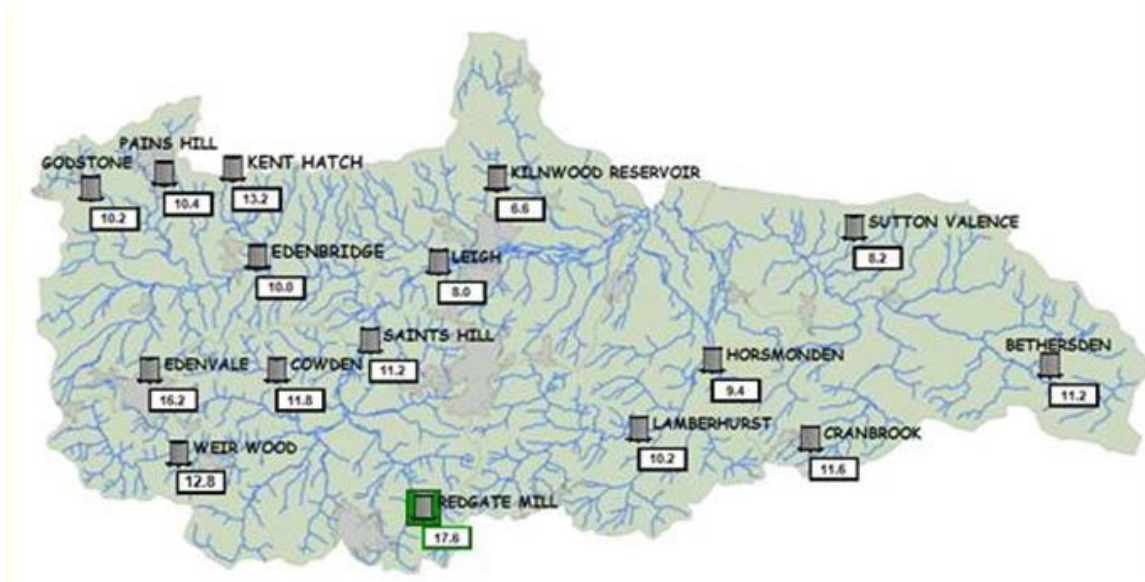 PAINS HILL
GODSTONE
KENT HATCH
KILNWOOD RESERVOIR
10.2
10.4
13.2
6.6
SUTTON VALENCE
8.2
EDENBRIDGE
10.0
LEIGH
8.0
SAINTS HILL
11.2
EDENVALE
16.2
COWDEN
11.8
HORSMONDEN
9.4
BETHERSDEN
11.2
LAMBERHURST
10.2
CRANBROOK
11.6
WEIR WOOD
12.8
REDGATE MILL
17.6